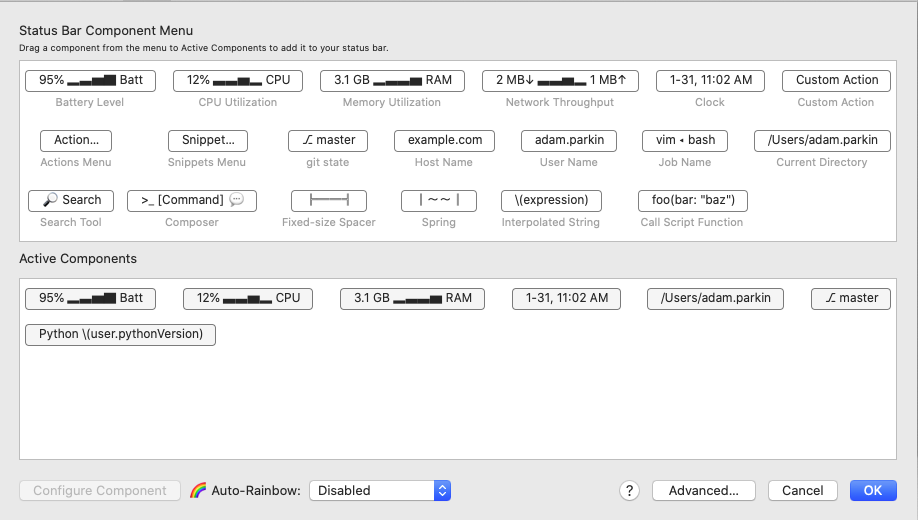 Status Bar Component Menu
Drag a component from the menu to Active Components to add it to your status bar.
95% Batt 12% CPU 3.1 GB RAM 2 MB↓ 1 MB↑ 1-31, 11:02 AM Custom Action
Battery Level CPU Utilization Memory Utilization Network Throughput Clock Custom Action
Action... Snippet... master example.com adam.parkin vim ◂ bash /Users/adam.parkin
Actions Menu Snippets Menu git state Host Name User Name Job Name Current Directory
🔎 Search >_ [Command] 💬 |~~| \(expression) foo(bar: "baz")
Search Tool Composer Fixed-size Spacer Spring Interpolated String Call Script Function
Active Components
95% Batt 12% CPU 3.1 GB RAM 1-31, 11:02 AM /Users/adam.parkin master
Python \(user.pythonVersion)
Configure Component 🌈 Auto-Rainbow: Disabled ? Advanced... Cancel OK